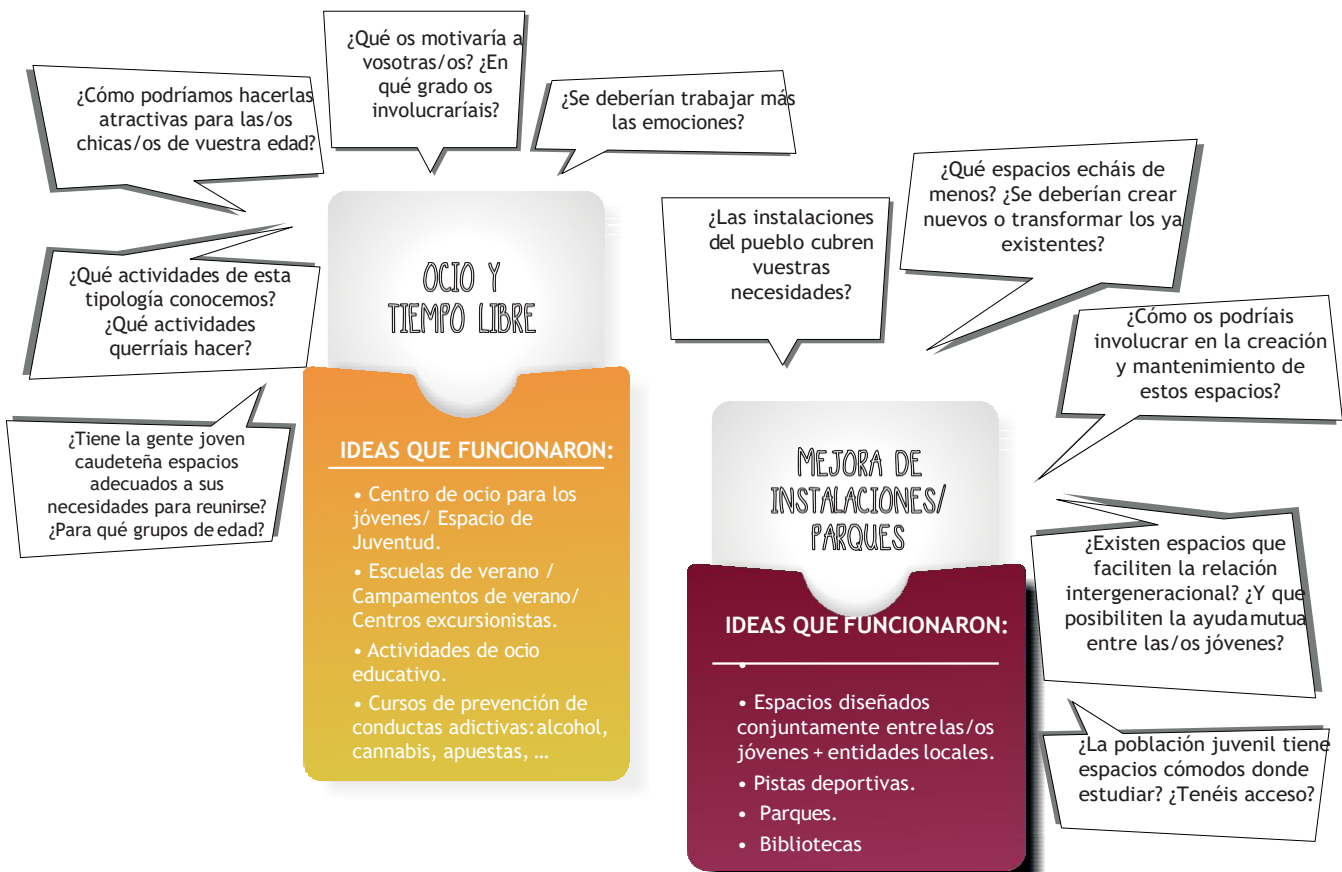 ¿Qué os motivaría a
vosotras/os? ¿En
qué grado os
involucraríais?
¿Cómo podríamos hacerlas
atractivas para las/os
chicas/os de vuestra edad?
¿Se deberían trabajar más
las emociones?
¿Qué actividades de esta
tipología conocemos?
¿Qué actividades
querríais hacer?
¿Tiene la gente joven
caudeteña espacios
adecuados a sus
necesidades para reunirse?
¿Para qué grupos de edad?
OCIO Y
TIEMPO LIBRE
IDEAS QUE FUNCIONARON:
• Centro de ocio para los
jóvenes/ Espacio de
Juventud.
• Escuelas de verano /
Campamentos de verano/
Centros excursionistas.
• Actividades de ocio
educativo.
• Cursos de prevención de
conductas adictivas: alcohol,
cannabis, apuestas, …
¿Las instalaciones
del pueblo cubren
vuestras
necesidades?
¿Qué espacios echáis de
menos? ¿Se deberían crear
nuevos o transformar los ya
existentes?
¿Cómo os podríais
involucrar en la creación
y mantenimiento de
estos espacios?
¿Existen espacios que
faciliten la relación
intergeneracional? ¿Y que
posibiliten la ayuda mutua
entre las/os jóvenes?
¿La población juvenil tiene
espacios cómodos donde
estudiar? ¿Tenéis acceso?
MEJORA DE
INSTALACIONES/
PARQUES
IDEAS QUE FUNCIONARON:
•
• Espacios diseñados
conjuntamente entre las/os
jóvenes + entidades locales.
• Pistas deportivas.
• Parques.
• Bibliotecas